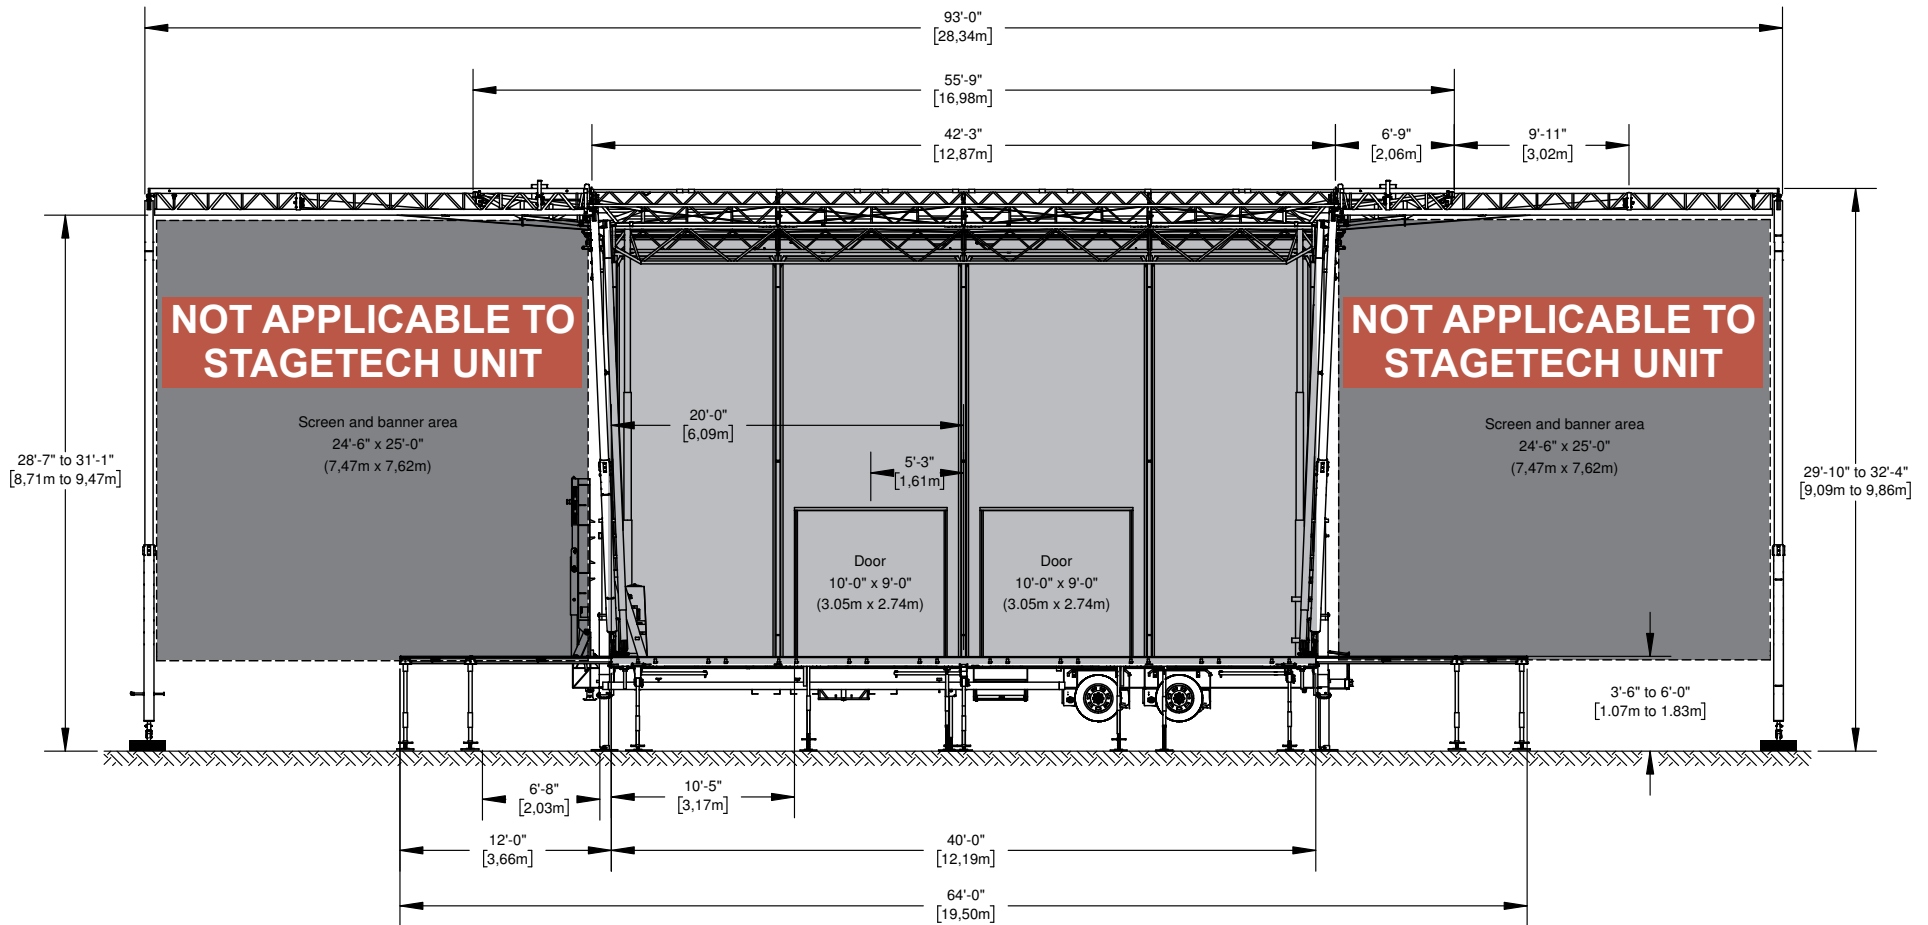 93'-0"
[28,34m]
55'-9"
[16,98m]
42'-3"
[12,87m]
6'-9"
[2,06m]
9'-11"
[3,02m]
NOT APPLICABLE TO
STAGETECH UNIT
NOT APPLICABLE TO
STAGETECH UNIT
Screen and banner area
24'-6" x 25'-0"
(7,47m x 7,62m)
20'-0"
[6,09m]
Screen and banner area
24'-6" x 25'-0"
(7,47m x 7,62m)
28'-7" to 31'-1"
[8,71m to 9,47m]
5'-3"
[1,61m]
29'-10" to 32'-4"
[9,09m to 9,86m]
Door
10'-0" x 9'-0"
(3.05m x 2.74m)
Door
10'-0" x 9'-0"
(3.05m x 2.74m)
3'-6" to 6'-0"
[1.07m to 1.83m]
6'-8"
[2,03m]
10'-5"
[3,17m]
12'-0"
[3,66m]
40'-0"
[12,19m]
64'-0"
[19,50m]